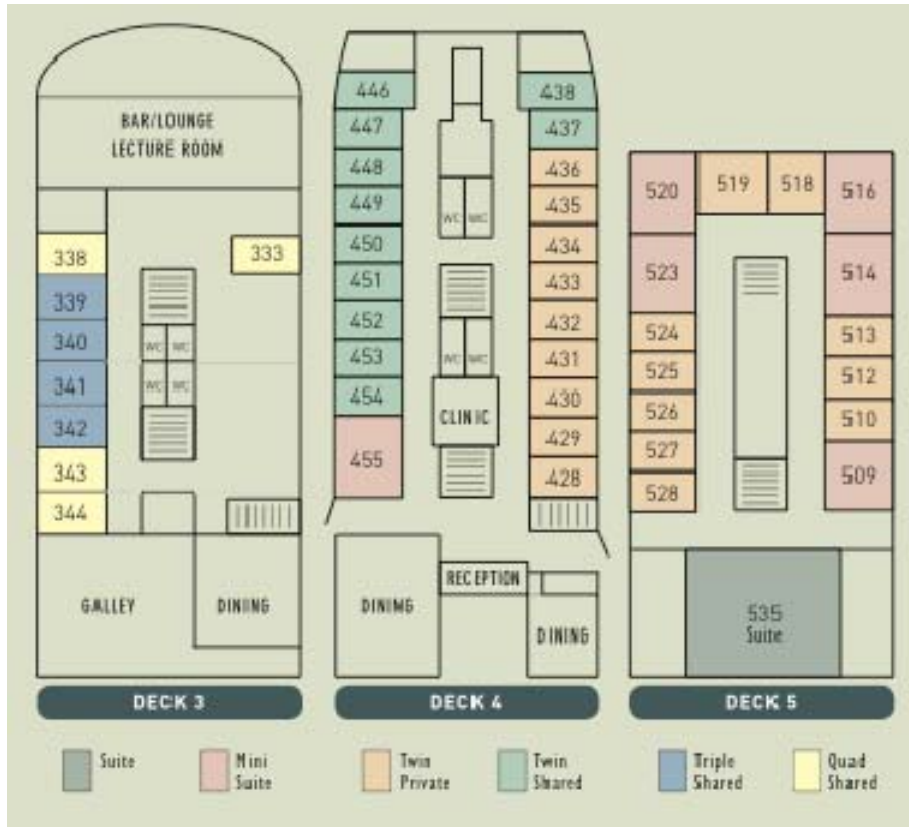 BAR/LOUNGE
LECTURE ROOM
338
333
339
340
WC WC
341
WC WC
342
343
344
GALLEY
DINING
DECK 3
446
438
447
437
448
436
449
435
WC WC
450
434
451
433
452
432
453
WC WC
431
454
430
CLINIC
455
429
428
RECEPTION
DINING
DINING
DECK 4
520
519
518
516
523
514
524
513
525
512
526
510
527
509
528
535
Suite
DECK 5
Suite
Mini
Suite
Twin
Private
Twin
Shared
Triple
Shared
Quad
Shared